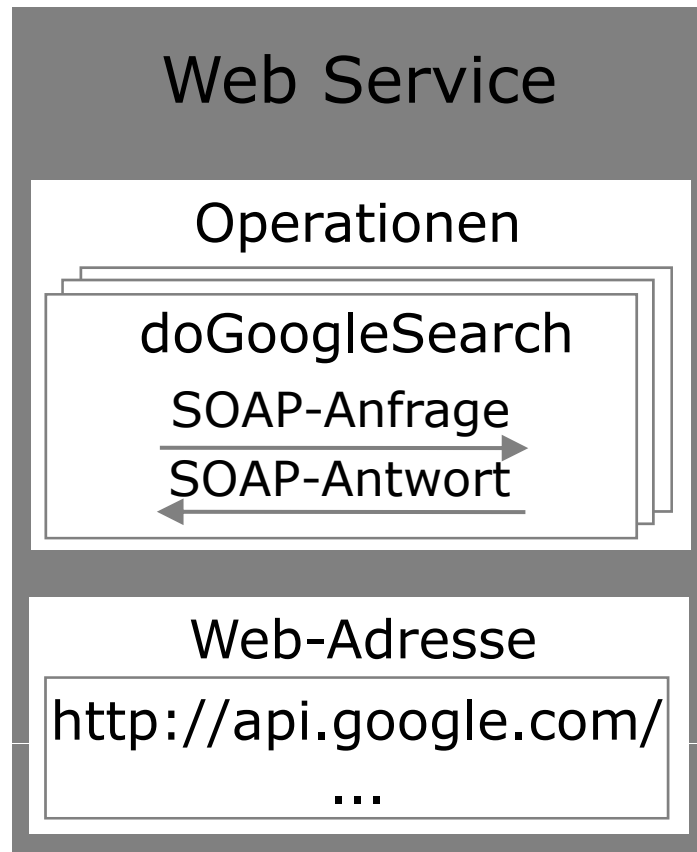 Web Service
Operationen
doGoogleSearch
SOAP-Anfrage
SOAP-Antwort
Web-Adresse
http://api.google.com/
...